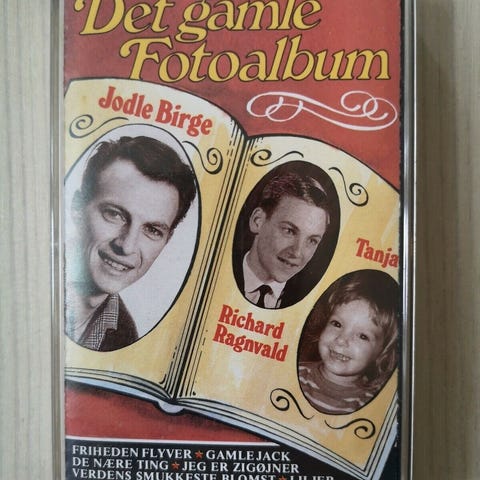 Det gamle
Fotoalbum
Jodle Birge
Tanja
Richard
Ragnvald
FRIHEDEN FLYVER ★ GAMLE JACK
DE NÆRE TING ★ JEG ER ZIGØJNER
VERDENS SMUKKESTE BLOMST ★ LILJER